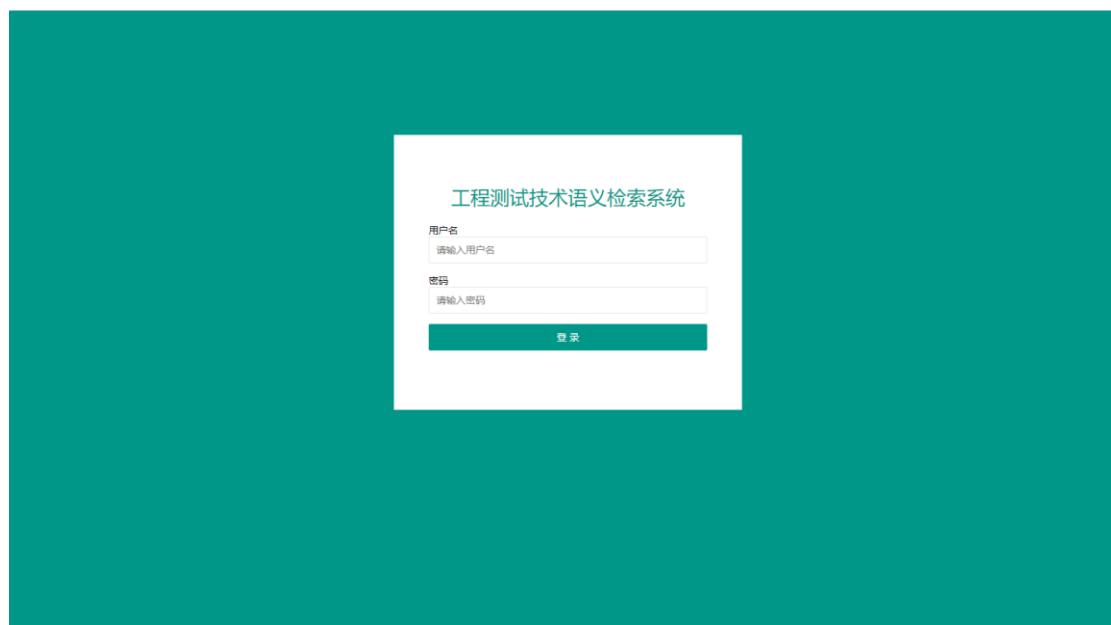 工程测试技术语义检索系统
用户名
请输入用户名
密码
请输入密码
登录